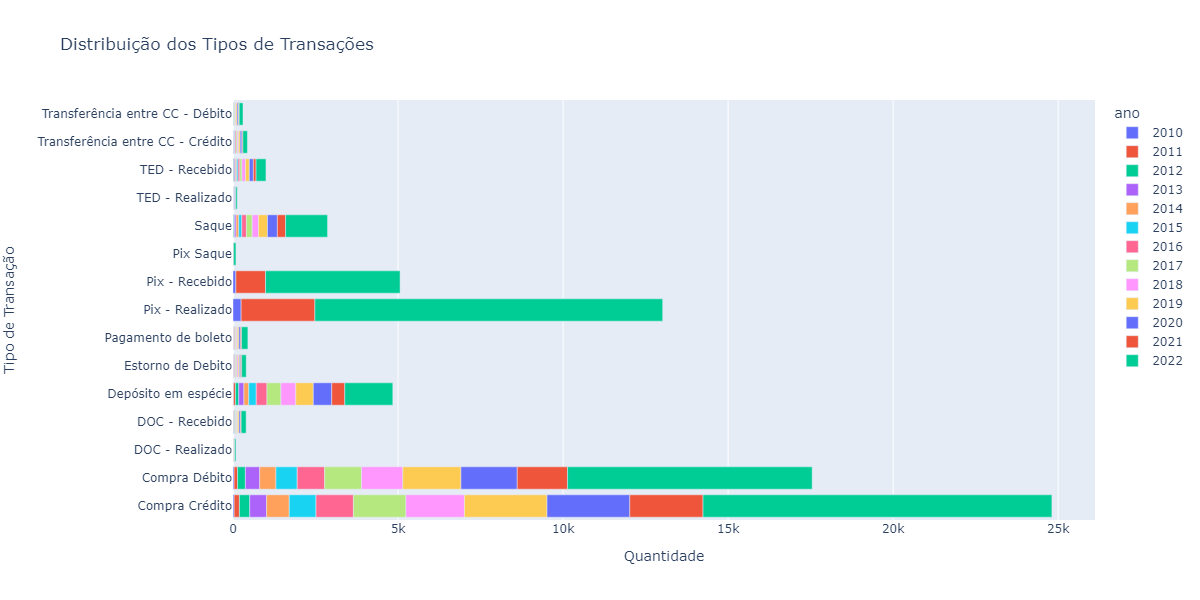 Distribuição dos Tipos de Transações
Tipo de Transação
Transferência entre CC - Débito
Transferência entre CC - Crédito
TED - Recebido
TED - Realizado
Saque
Pix Saque
Pix - Recebido
Pix - Realizado
Pagamento de boleto
Estorno de Debito
Depósito em espécie
DOC - Recebido
DOC - Realizado
Compra Débito
Compra Crédito
0 5k 10k 15k 20k 25k
Quantidade
ano
2010
2011
2012
2013
2014
2015
2016
2017
2018
2019
2020
2021
2022